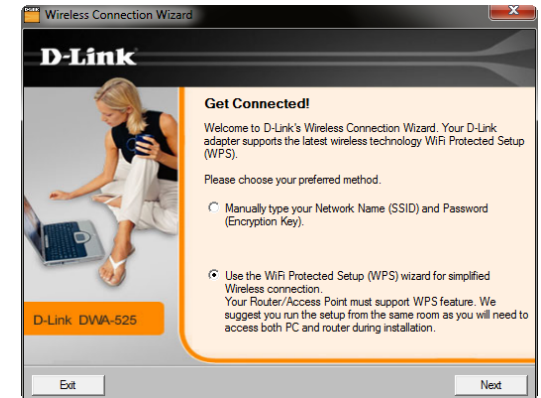 Wireless Connection Wizard
D-Link
Get Connected!
Welcome to D-Link's Wireless Connection Wizard. Your D-Link
adapter supports the latest wireless technology WiFi Protected Setup
(WPS).
Please choose your preferred method.
Manually type your Network Name (SSID) and Password
(Encryption Key).
Use the WiFi Protected Setup (WPS) wizard for simplified
Wireless connection.
Your Router/Access Point must support WPS feature. We
suggest you run the setup from the same room as you will need to
access both PC and router during installation.
D-Link DWA-525
Exit
Next